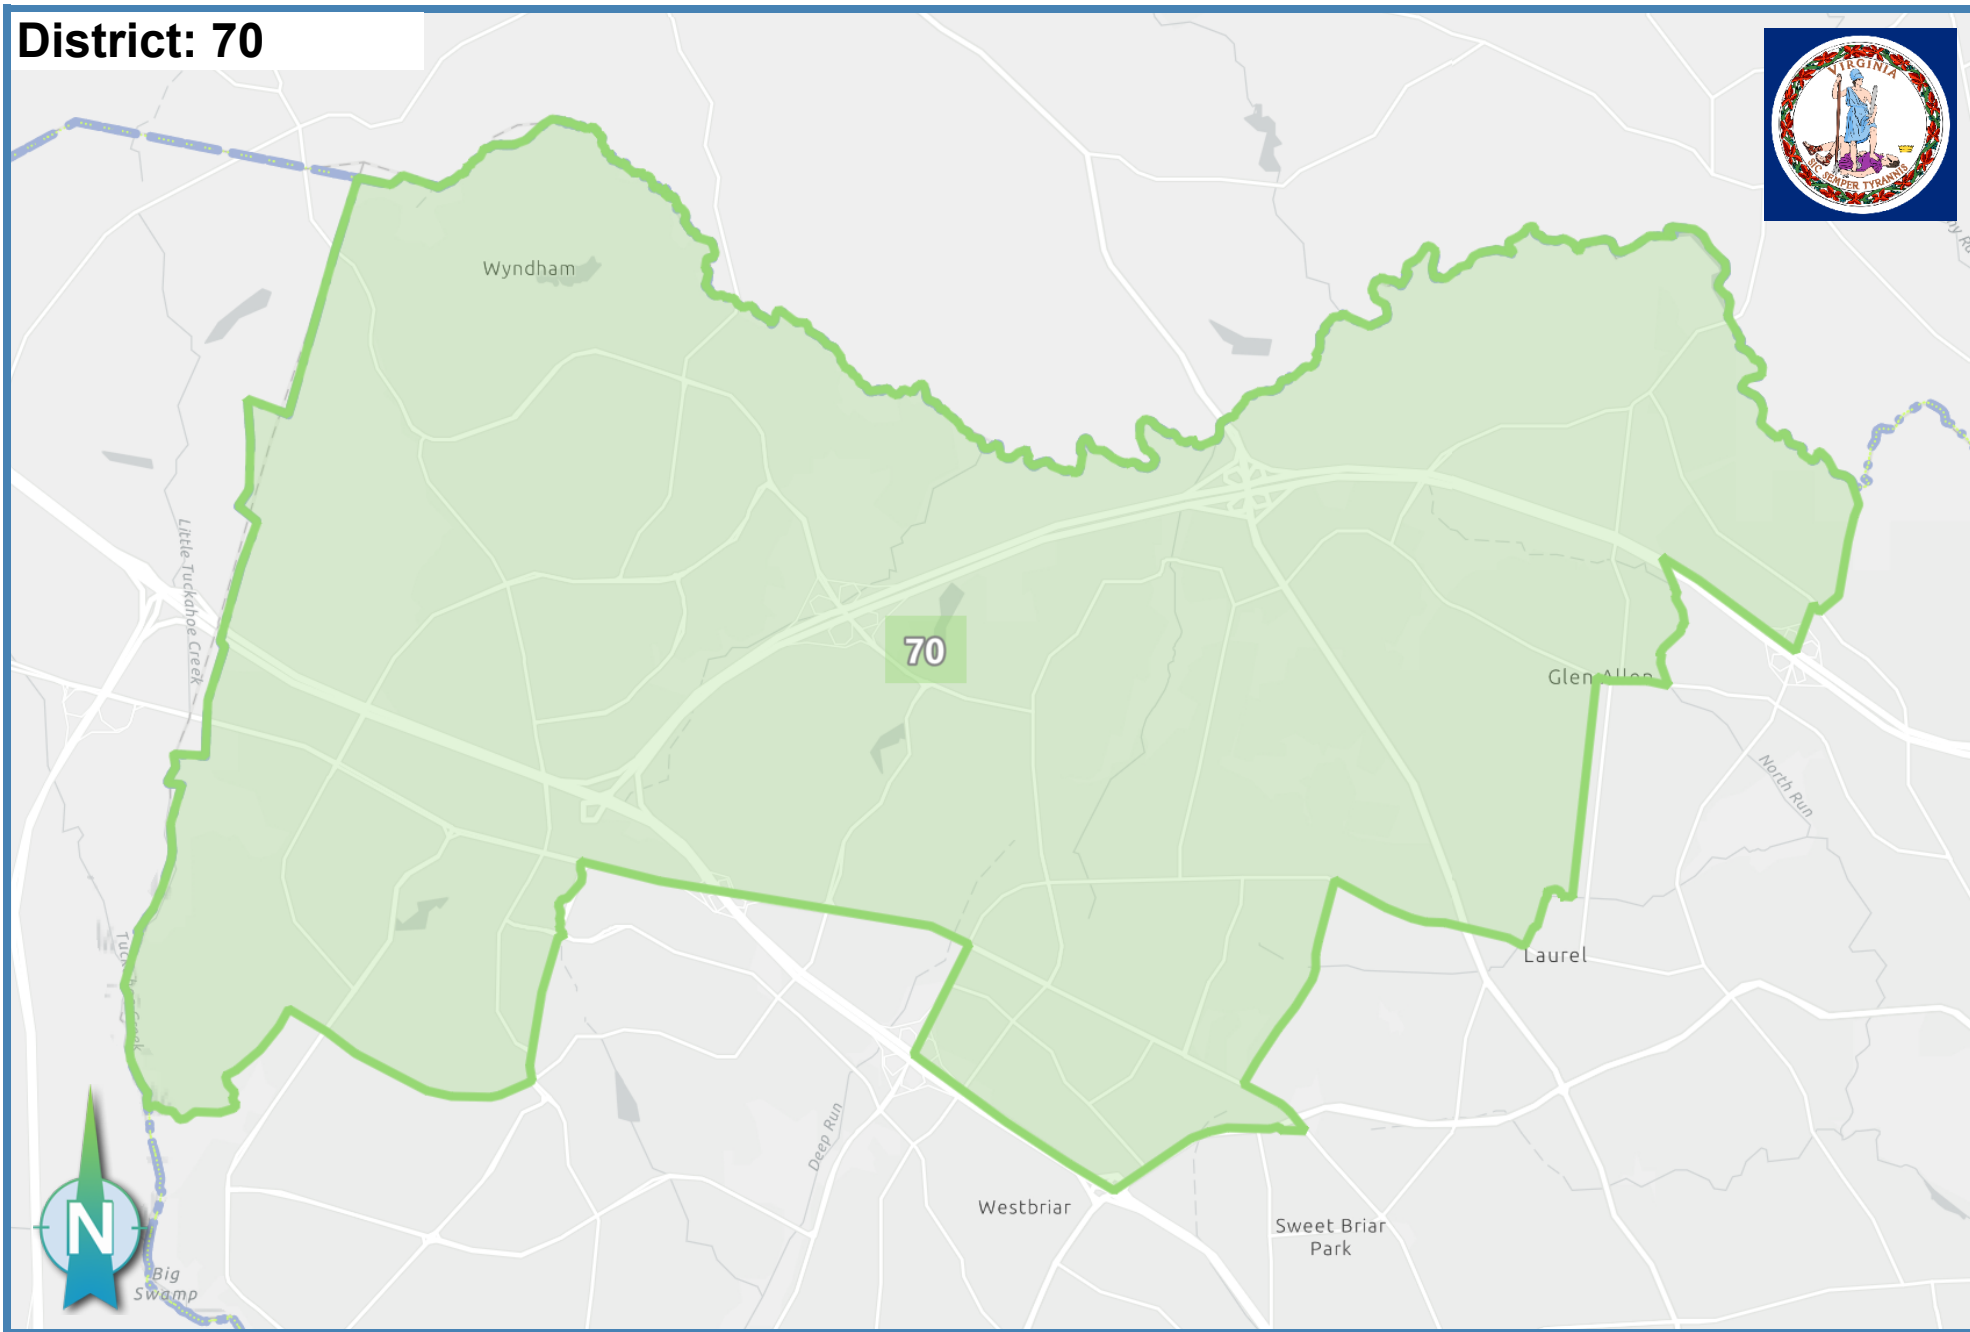 District: 70
VIRGINIA
SIC SEMPER TYRANNIS
Wyndham
Little Tuckahoe Creek
70
Glen Allen
North Run
Laurel
Deep Run
Westbriar
Sweet Briar
Park
N
Big
Swamp